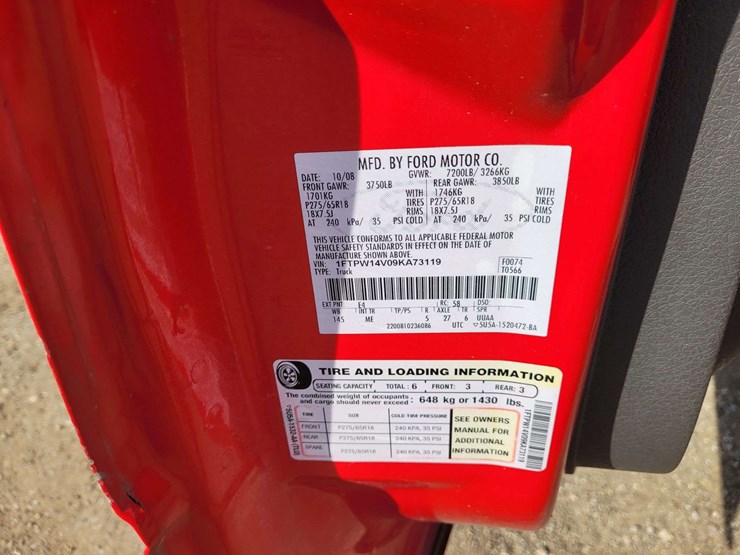 MFD. BY FORD MOTOR CO.
DATE: 10/08 GVWR: 7200LB/ 3266KG
FRONT GAWR: 3750LB REAR GAWR: 3850LB
1701KG WITH 1746KG WITH
P275/65R18 TIRES P275/65R18 TIRES
18X7.5J RIMS 18X7.5J RIMS
AT 240 kPa/ 35 PSI COLD AT 240 kPa/ 35 PSI COLD
THIS VEHICLE CONFORMS TO ALL APPLICABLE FEDERAL MOTOR
VEHICLE SAFETY STANDARDS IN EFFECT ON THE DATE OF
MANUFACTURE SHOWN ABOVE.
VIN: 1FTPW14V09KA73119 F0074
TYPE: Truck T0566
EXT PNT: E4 RC: 58 DSO:
WB INT TR TP/PS R AXLE TR SPR
145 ME 5 27 6 UUAA
2200810236086 UTC 5U5A-1520472-BA
TIRE AND LOADING INFORMATION
SEATING CAPACITY TOTAL: 6 FRONT: 3 REAR: 3
The combined weight of occupants
and cargo should never exceed 648 kg or 1430 lbs.
TIRE SIZE COLD TIRE PRESSURE SEE OWNERS
FRONT P275/65R18 240 KPA, 35 PSI MANUAL FOR
REAR P275/65R18 240 KPA, 35 PSI ADDITIONAL
SPARE P275/65R18 240 KPA, 35 PSI INFORMATION
1FTPW14V09KA73119